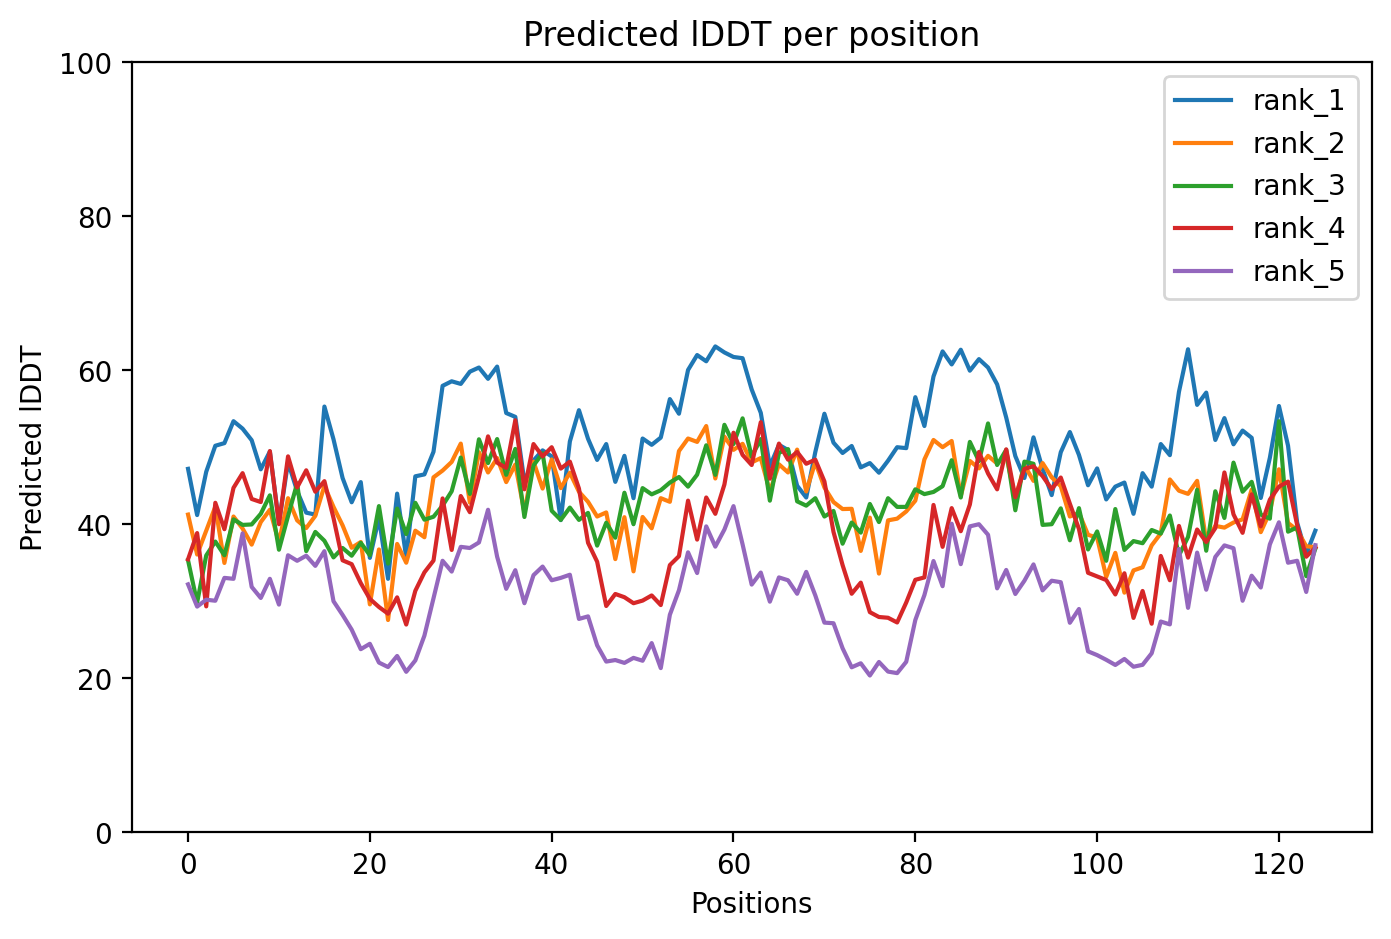 Predicted lDDT per position
100
80
60
40
20
0
Predicted lDDT
0 20 40 60 80 100 120
Positions
rank_1
rank_2
rank_3
rank_4
rank_5